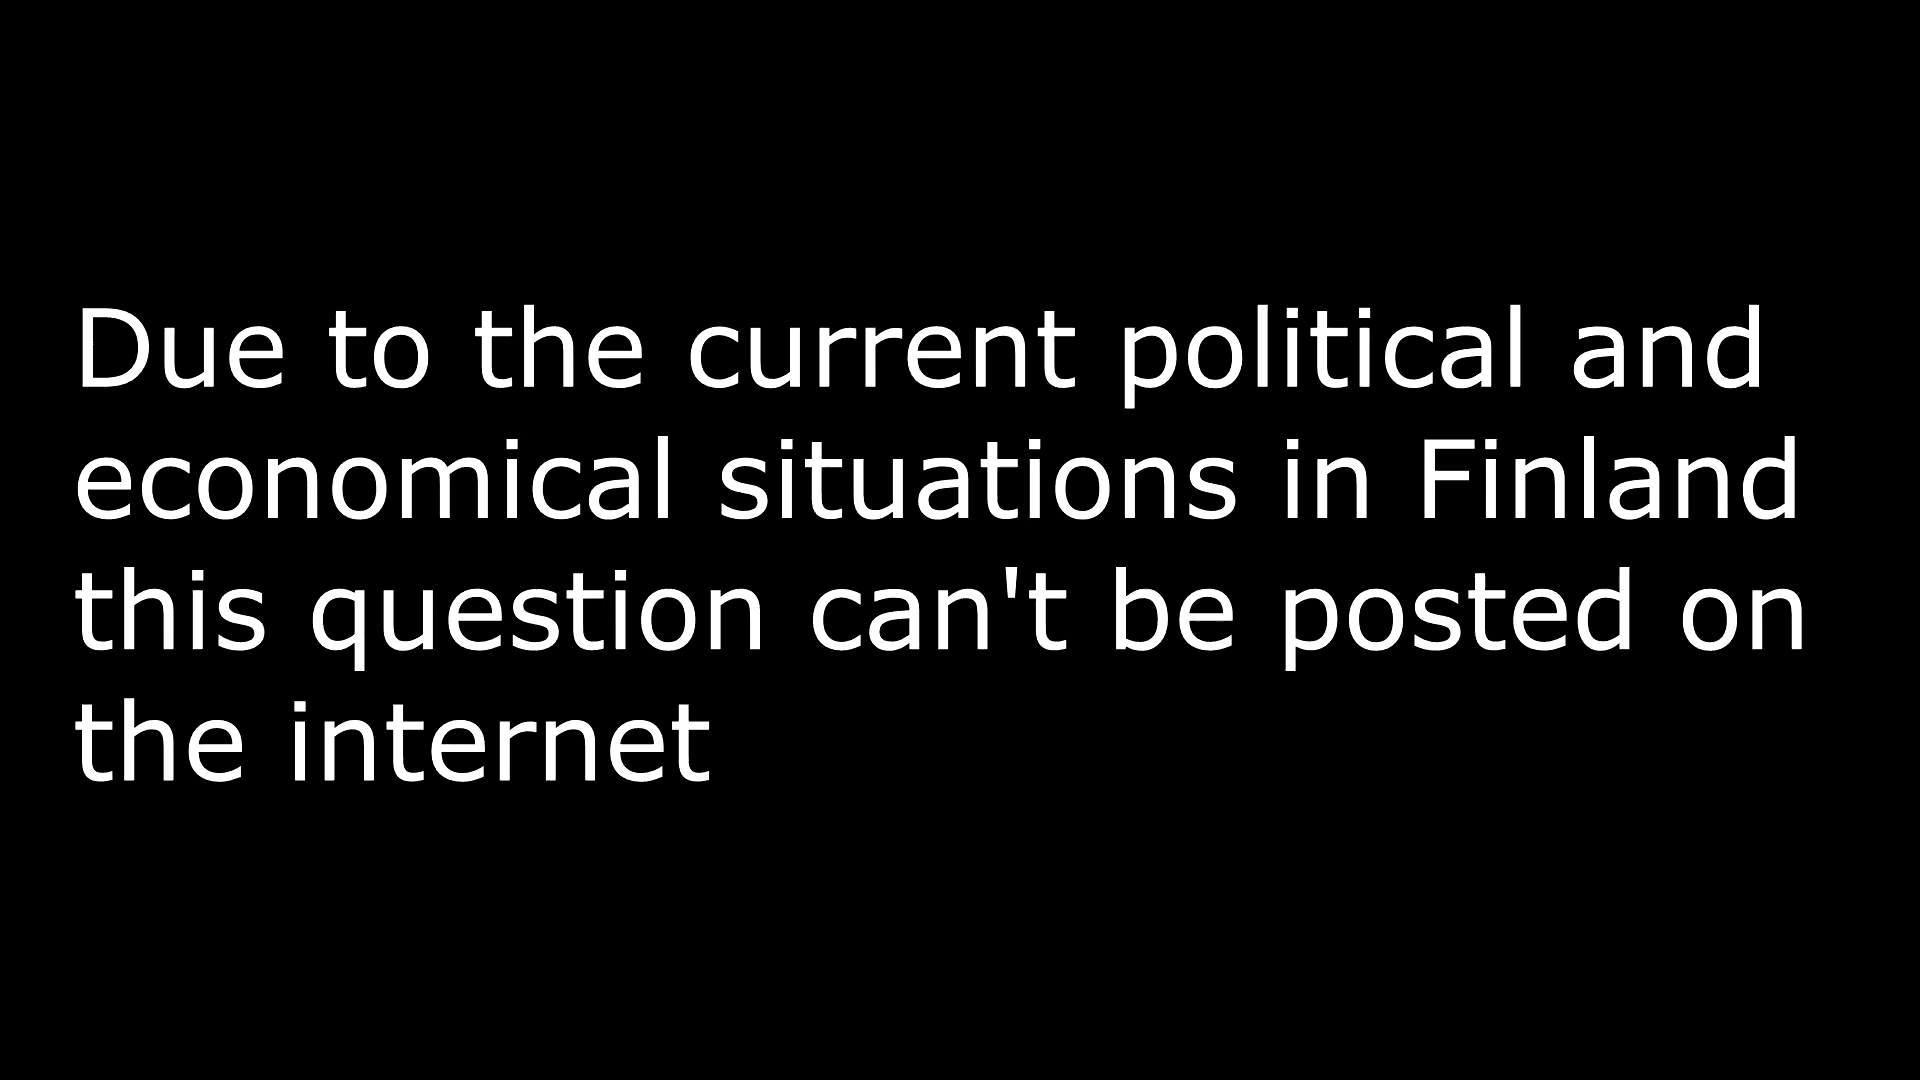 Due to the current political and
economical situations in Finland
this question can't be posted on
the internet